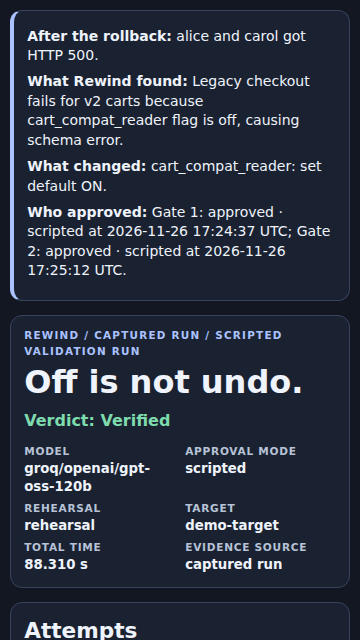 After the rollback: alice and carol got
HTTP 500.
What Rewind found: Legacy checkout
fails for v2 carts because
cart_compat_reader flag is off, causing
schema error.
What changed: cart_compat_reader: set
default ON.
Who approved: Gate 1: approved ·
scripted at 2026-11-26 17:24:37 UTC; Gate
2: approved · scripted at 2026-11-26
17:25:12 UTC.
REWIND / CAPTURED RUN / SCRIPTED
VALIDATION RUN
Off is not undo.
Verdict: Verified
MODEL
groq/openai/gpt-
oss-120b
APPROVAL MODE
scripted
REHEARSAL
rehearsal
TARGET
demo-target
TOTAL TIME
88.310 s
EVIDENCE SOURCE
captured run
Attempts